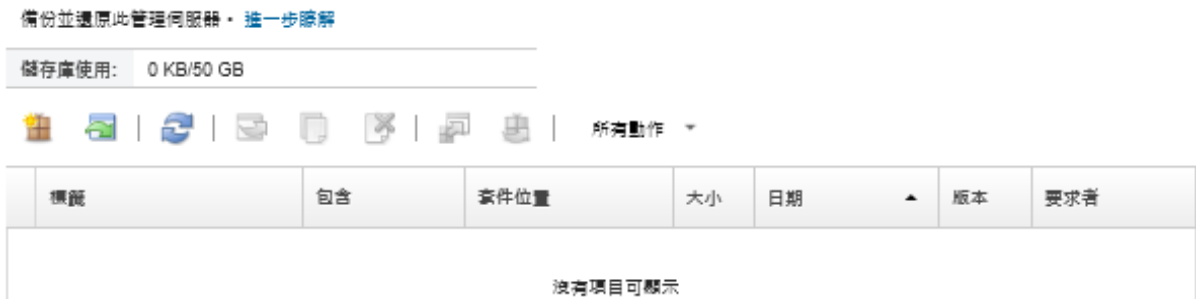 備份並還原此管理伺服器。進一步瞭解
儲存庫使用: 0 KB/50 GB
所有動作
標籤 包含 套件位置 大小 日期 版本 要求者
沒有項目可顯示